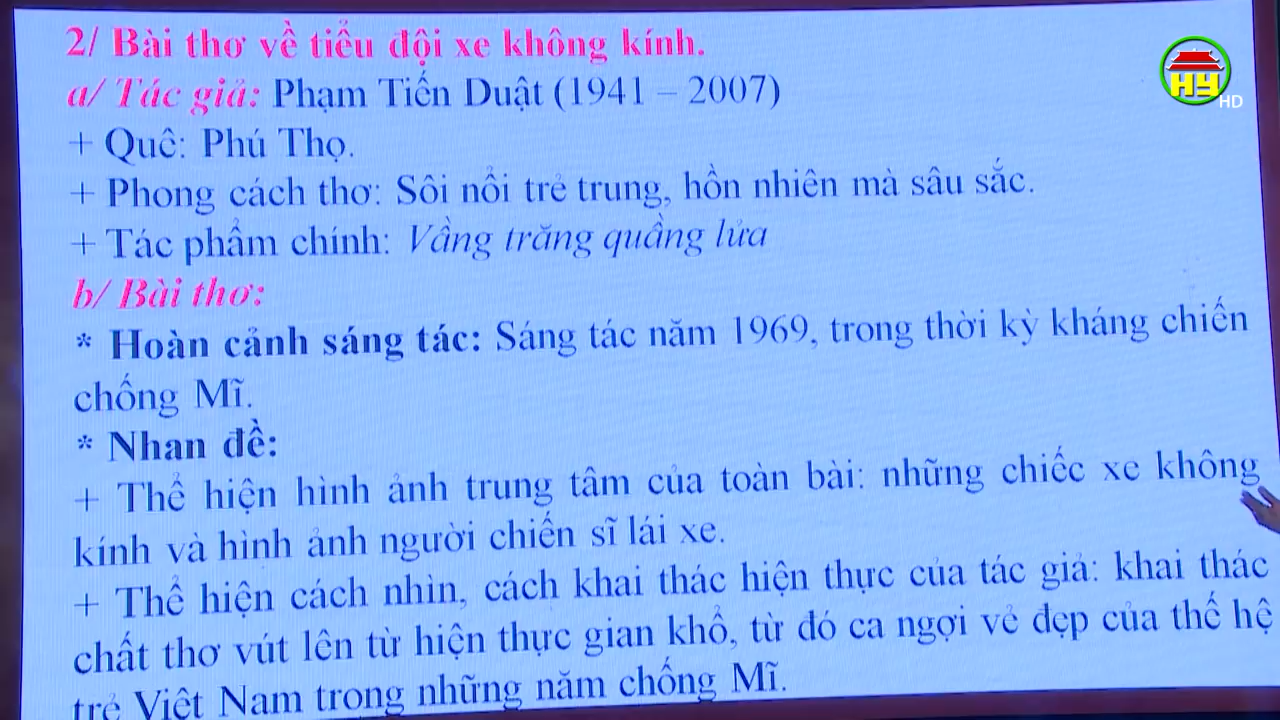 2/ Bài thơ về tiểu đội xe không kính.
a/ Tác giả: Phạm Tiến Duật (1941 – 2007)
+ Quê: Phú Thọ.
+ Phong cách thơ: Sôi nổi trẻ trung, hồn nhiên mà sâu sắc.
+ Tác phẩm chính: Vầng trăng quầng lửa
b/ Bài thơ:
* Hoàn cảnh sáng tác: Sáng tác năm 1969, trong thời kỳ kháng chiến
chống Mĩ.
* Nhan đề:
+ Thể hiện hình ảnh trung tâm của toàn bài: những chiếc xe không
kính và hình ảnh người chiến sĩ lái xe.
+ Thể hiện cách nhìn, cách khai thác hiện thực của tác giả: khai thác
chất thơ vút lên từ hiện thực gian khổ, từ đó ca ngợi vẻ đẹp của thế hệ
trẻ Việt Nam trong những năm chống Mĩ.
HY
HD